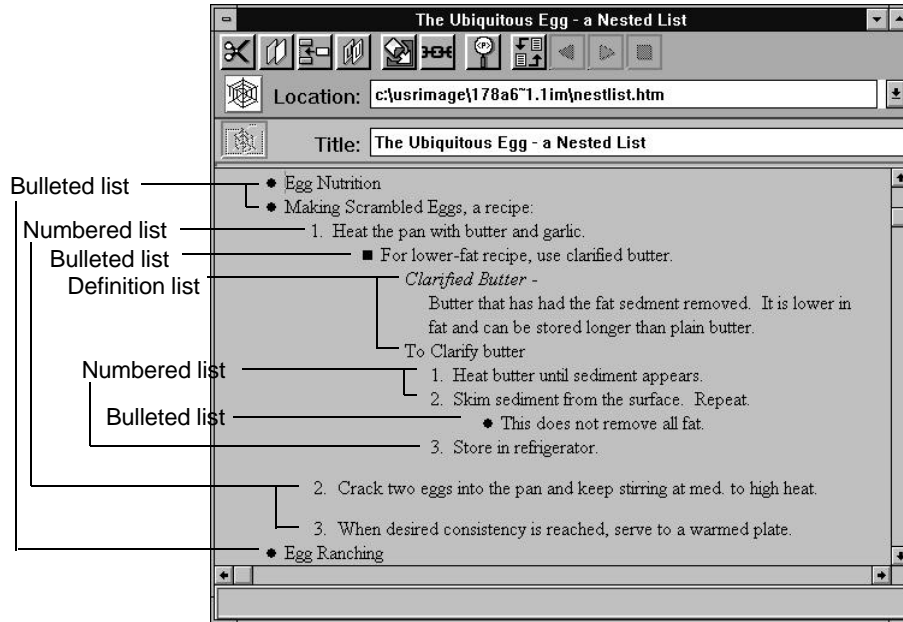 The Ubiquitous Egg - a Nested List
<P>
Location: c:\usrimage\178a6~1.1im\nestlist.htm
Title: The Ubiquitous Egg - a Nested List
Bulleted list
Egg Nutrition
Making Scrambled Eggs, a recipe:
Numbered list
1. Heat the pan with butter and garlic.
Bulleted list
For lower-fat recipe, use clarified butter.
Definition list
Clarified Butter -
Butter that has had the fat sedment removed. It is lower in
fat and can be stored longer than plain butter.
To Clarify butter
Numbered list
1. Heat butter until sediment appears.
2. Skim sediment from the surface. Repeat.
Bulleted list
This does not remove all fat.
3. Store in refrigerator.
2. Crack two eggs into the pan and keep stirring at med. to high heat.
3. When desired consistency is reached, serve to a warmed plate.
Egg Ranching